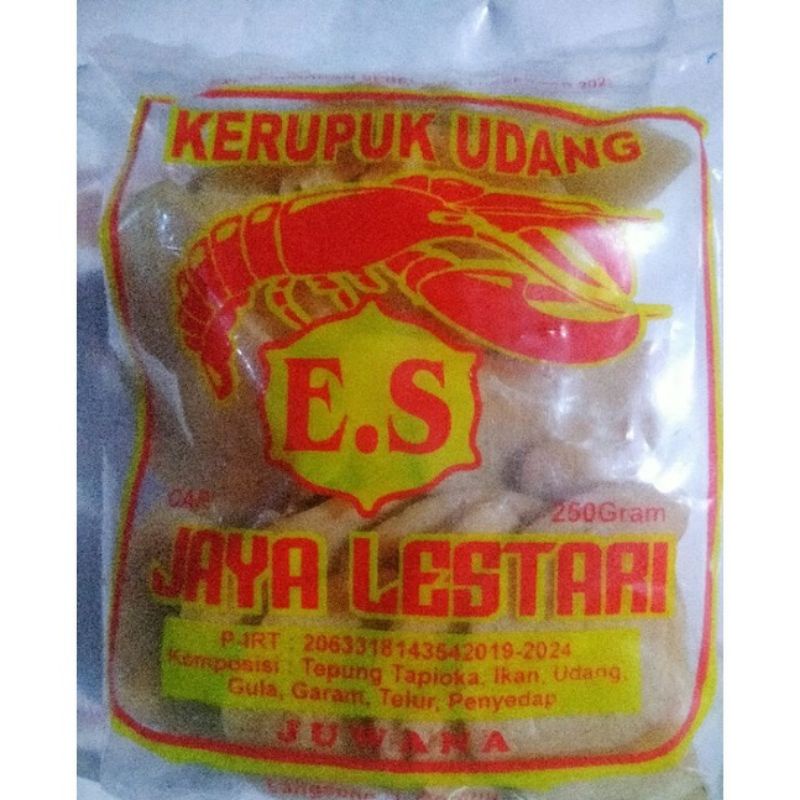 KERUPUK UDANG
E.S
CAP
250Gram
JAYA LESTARI
P-IRT : 2063318143542019-2024
Komposisi : Tepung Tapioka, Ikan, Udang,
Gula, Garam, Telur, Penyedap
JUWANA